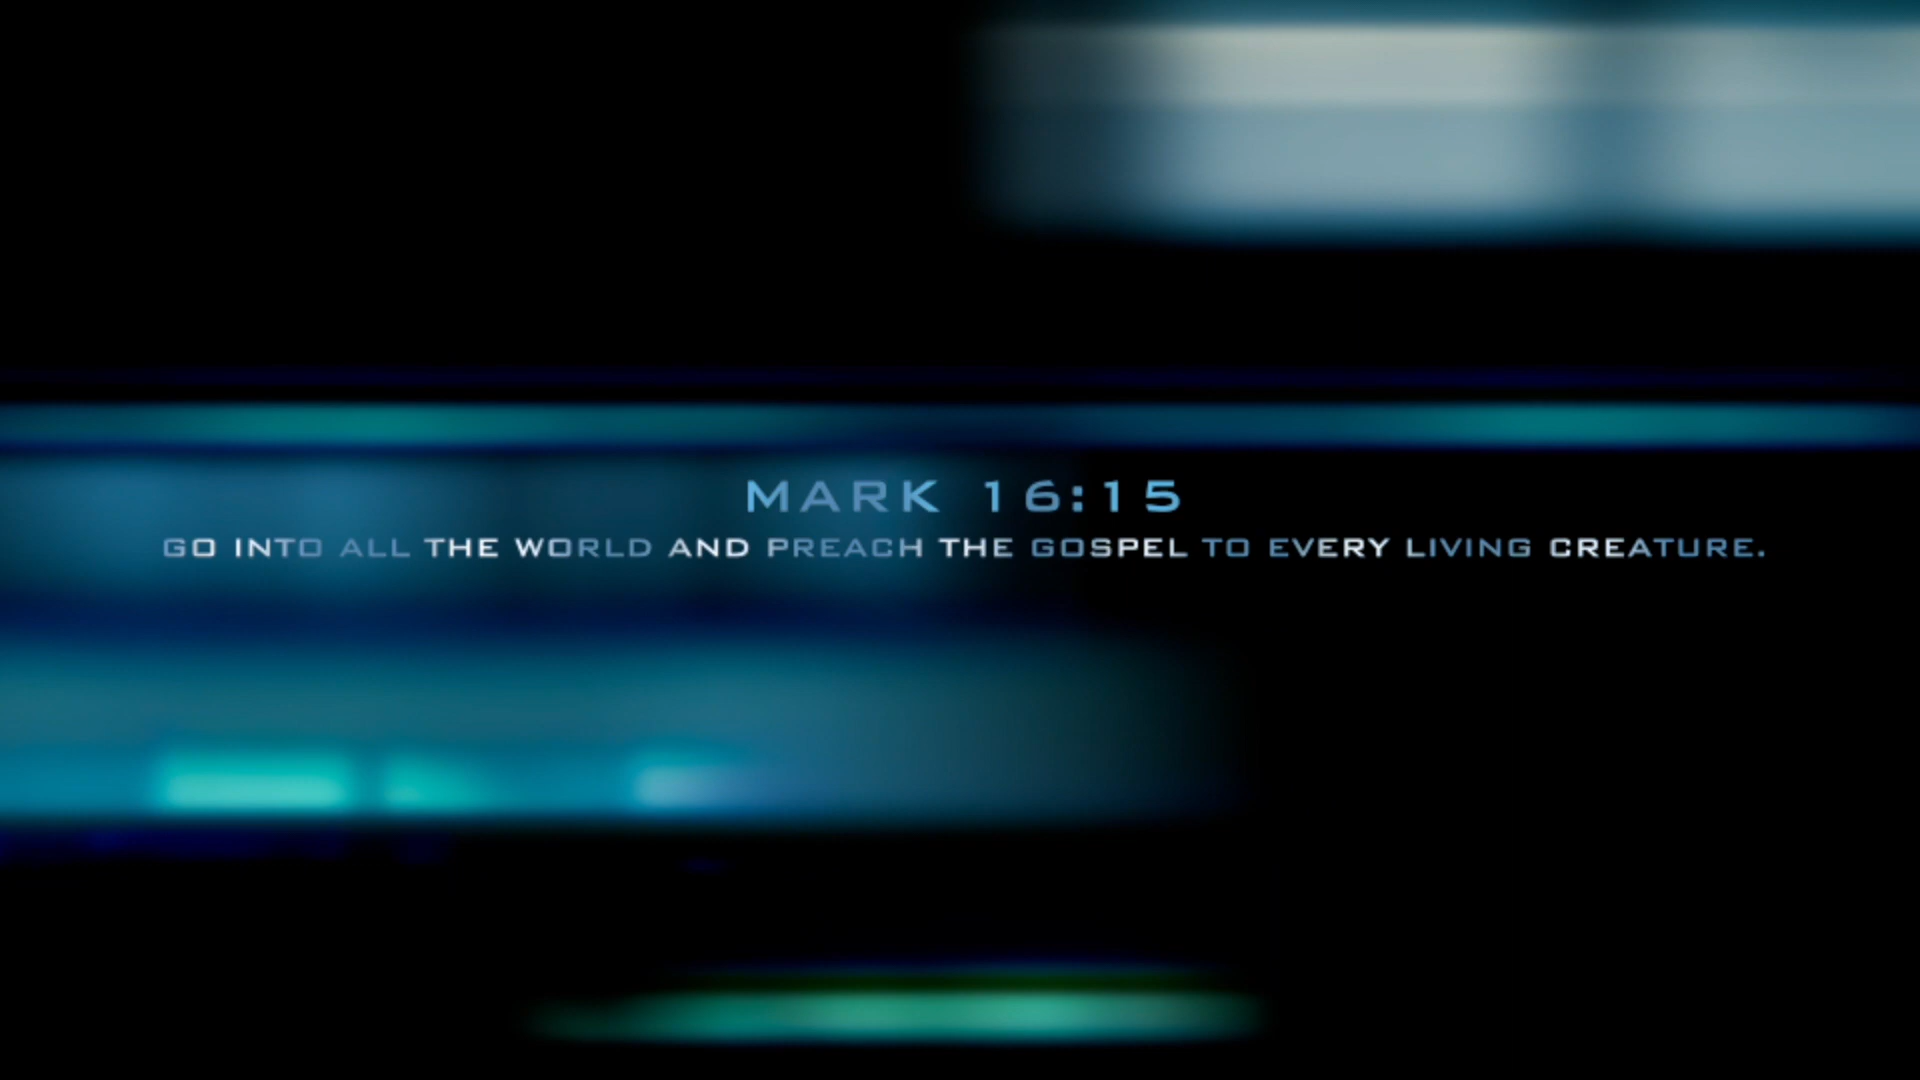 MARK 16:15
GO INTO ALL THE WORLD AND PREACH THE GOSPEL TO EVERY LIVING CREATURE.